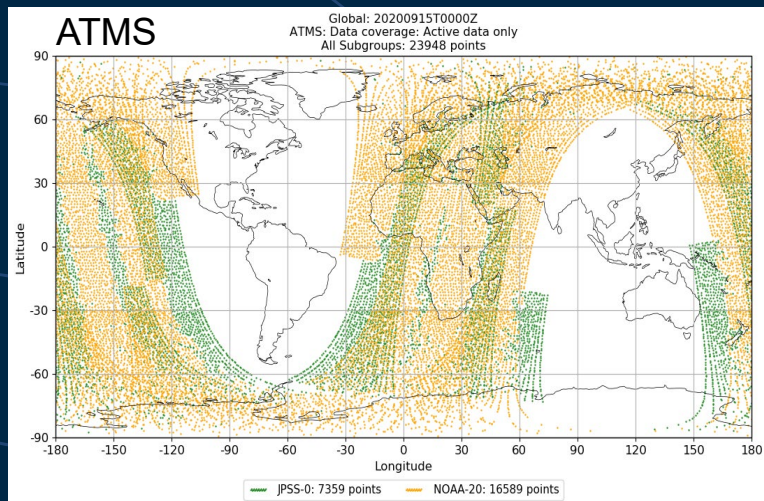 ATMS
Global: 20200915T0000Z
ATMS: Data coverage: Active data only
All Subgroups: 23948 points
90
60
30
0
-30
-60
-90
Latitude
-180
-150
-120
-90
-60
-30
0
30
60
90
120
150
180
Longitude
JPSS-0: 7359 points
NOAA-20: 16589 points